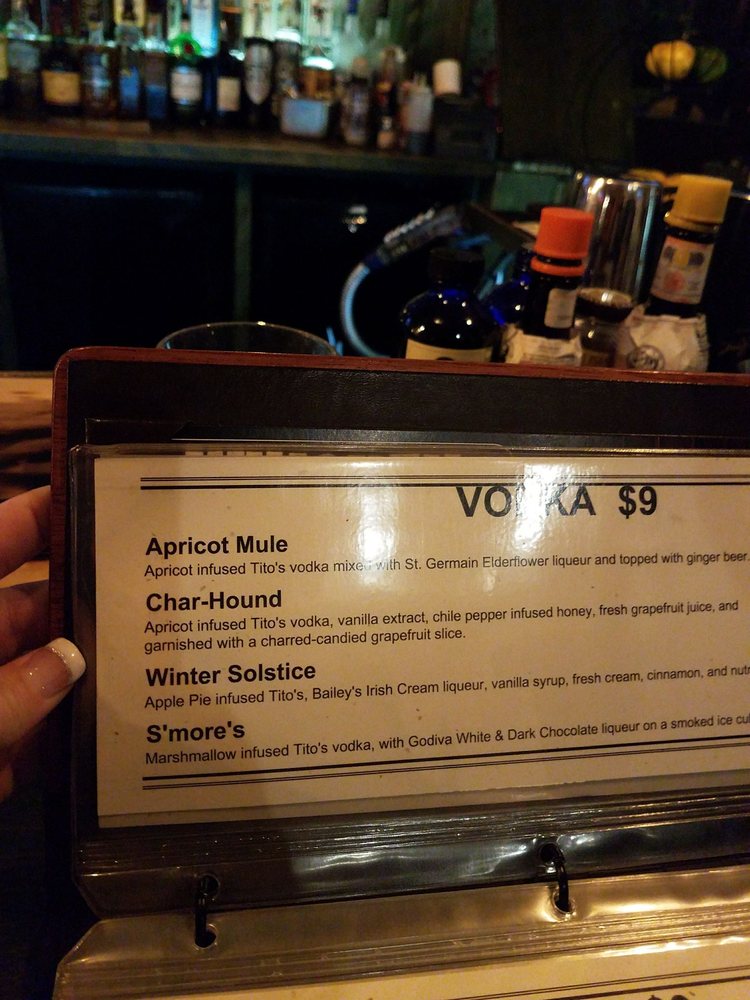 VODKA $9
Apricot Mule
Apricot infused Tito's vodka mixed with St. Germain Elderflower liqueur and topped with ginger beer.
Char-Hound
Apricot infused Tito's vodka, vanilla extract, chile pepper infused honey, fresh grapefruit juice, and
garnished with a charred-candied grapefruit slice.
Winter Solstice
Apple Pie infused Tito's, Bailey's Irish Cream liqueur, vanilla syrup, fresh cream, cinnamon, and
S'more's
Marshmallow infused Tito's vodka, with Godiva White & Dark Chocolate liqueur on a smoked ice